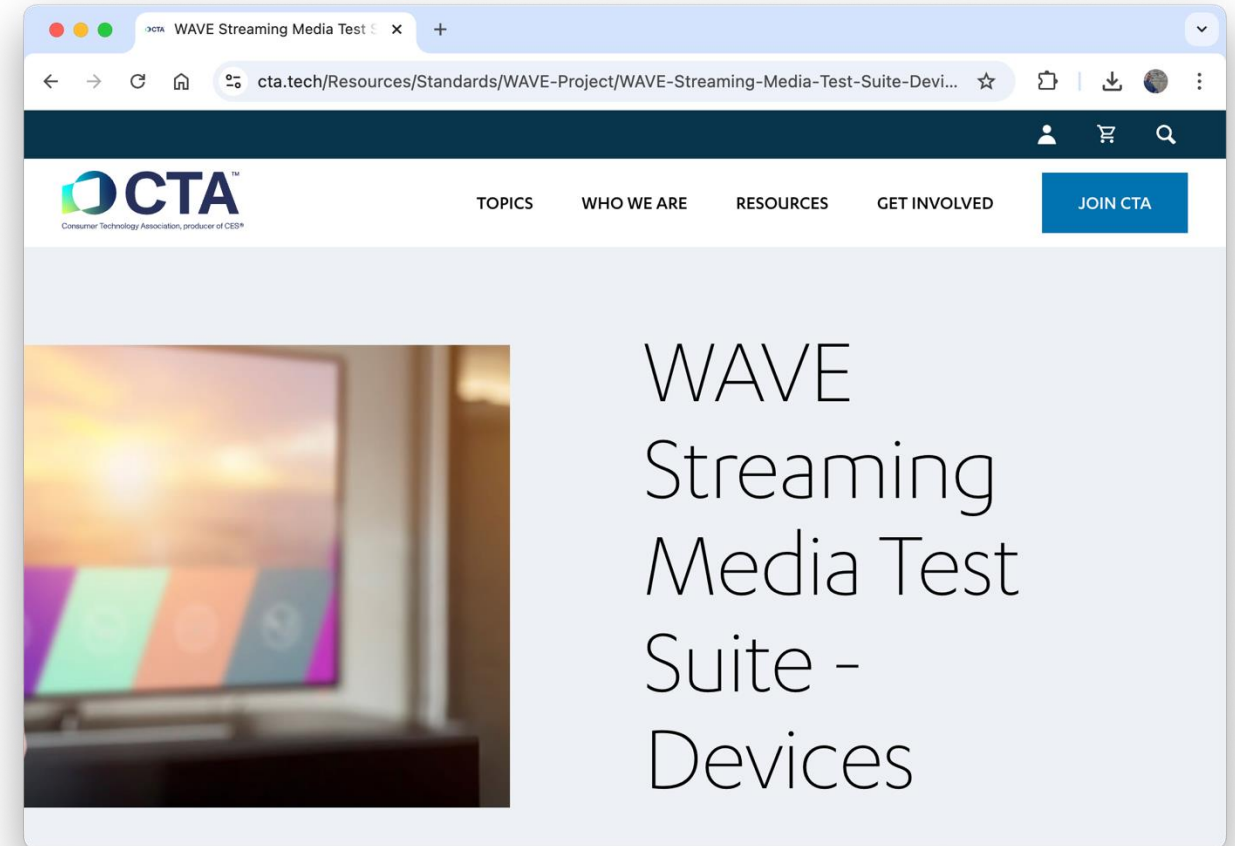 WAVE Streaming Media Test S
cta.tech/Resources/Standards/WAVE-Project/WAVE-Streaming-Media-Test-Suite-Devi...
CTA™
Consumer Technology Association, producer of CES®
TOPICS WHO WE ARE RESOURCES GET INVOLVED JOIN CTA
WAVE
Streaming
Media Test
Suite -
Devices